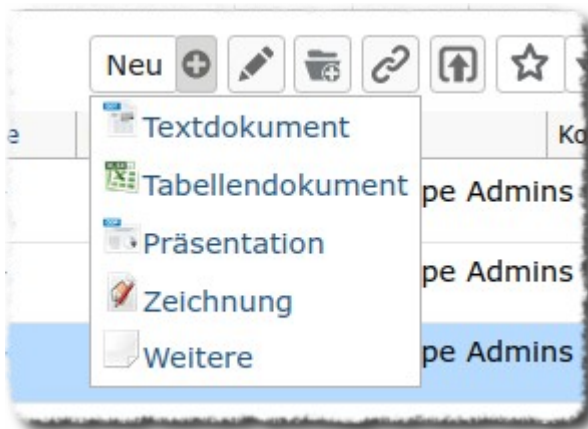 Neu
e
Ko
Textdokument
Tabellendokument
pe Admins
Präsentation
pe Admins
Zeichnung
pe Admins
Weitere